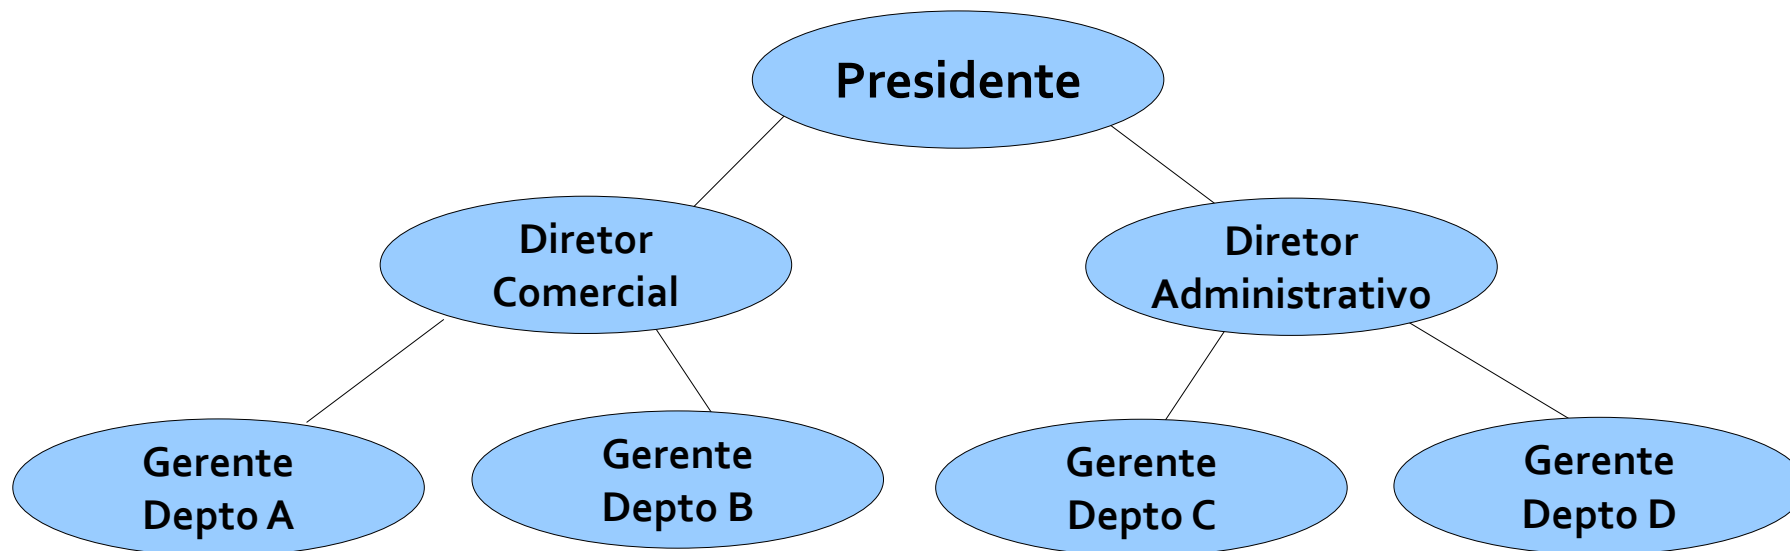 Presidente
Diretor
Comercial
Diretor
Administrativo
Gerente
Depto A
Gerente
Depto B
Gerente
Depto C
Gerente
Depto D